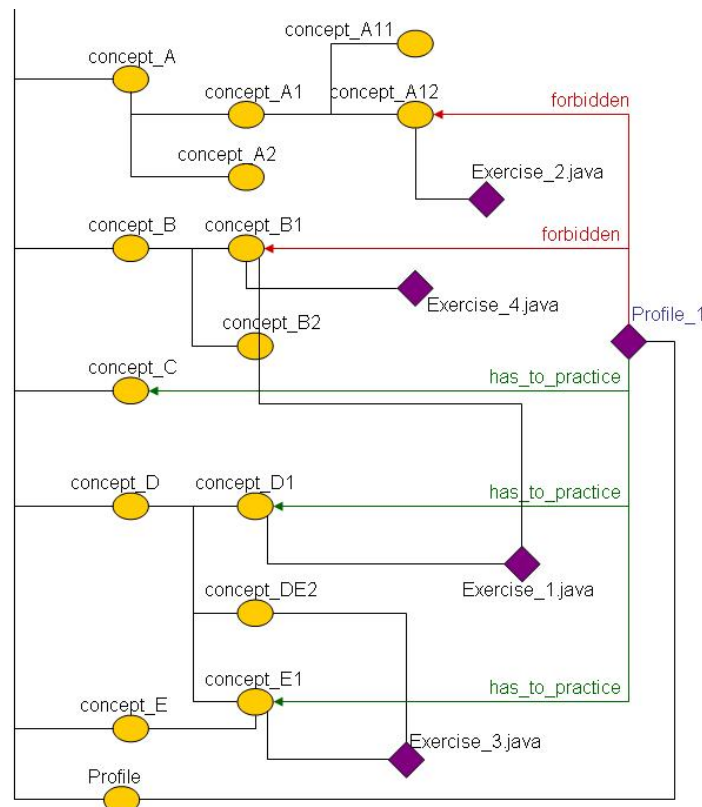 concept_A11
concept_A
concept_A1
concept_A12
forbidden
concept_A2
Exercise_2.java
concept_B
concept_B1
forbidden
Exercise_4.java
concept_B2
Profile_1
concept_C
has_to_practice
concept_D
concept_D1
has_to_practice
Exercise_1.java
concept_DE2
concept_E1
has_to_practice
concept_E
Exercise_3.java
Profile